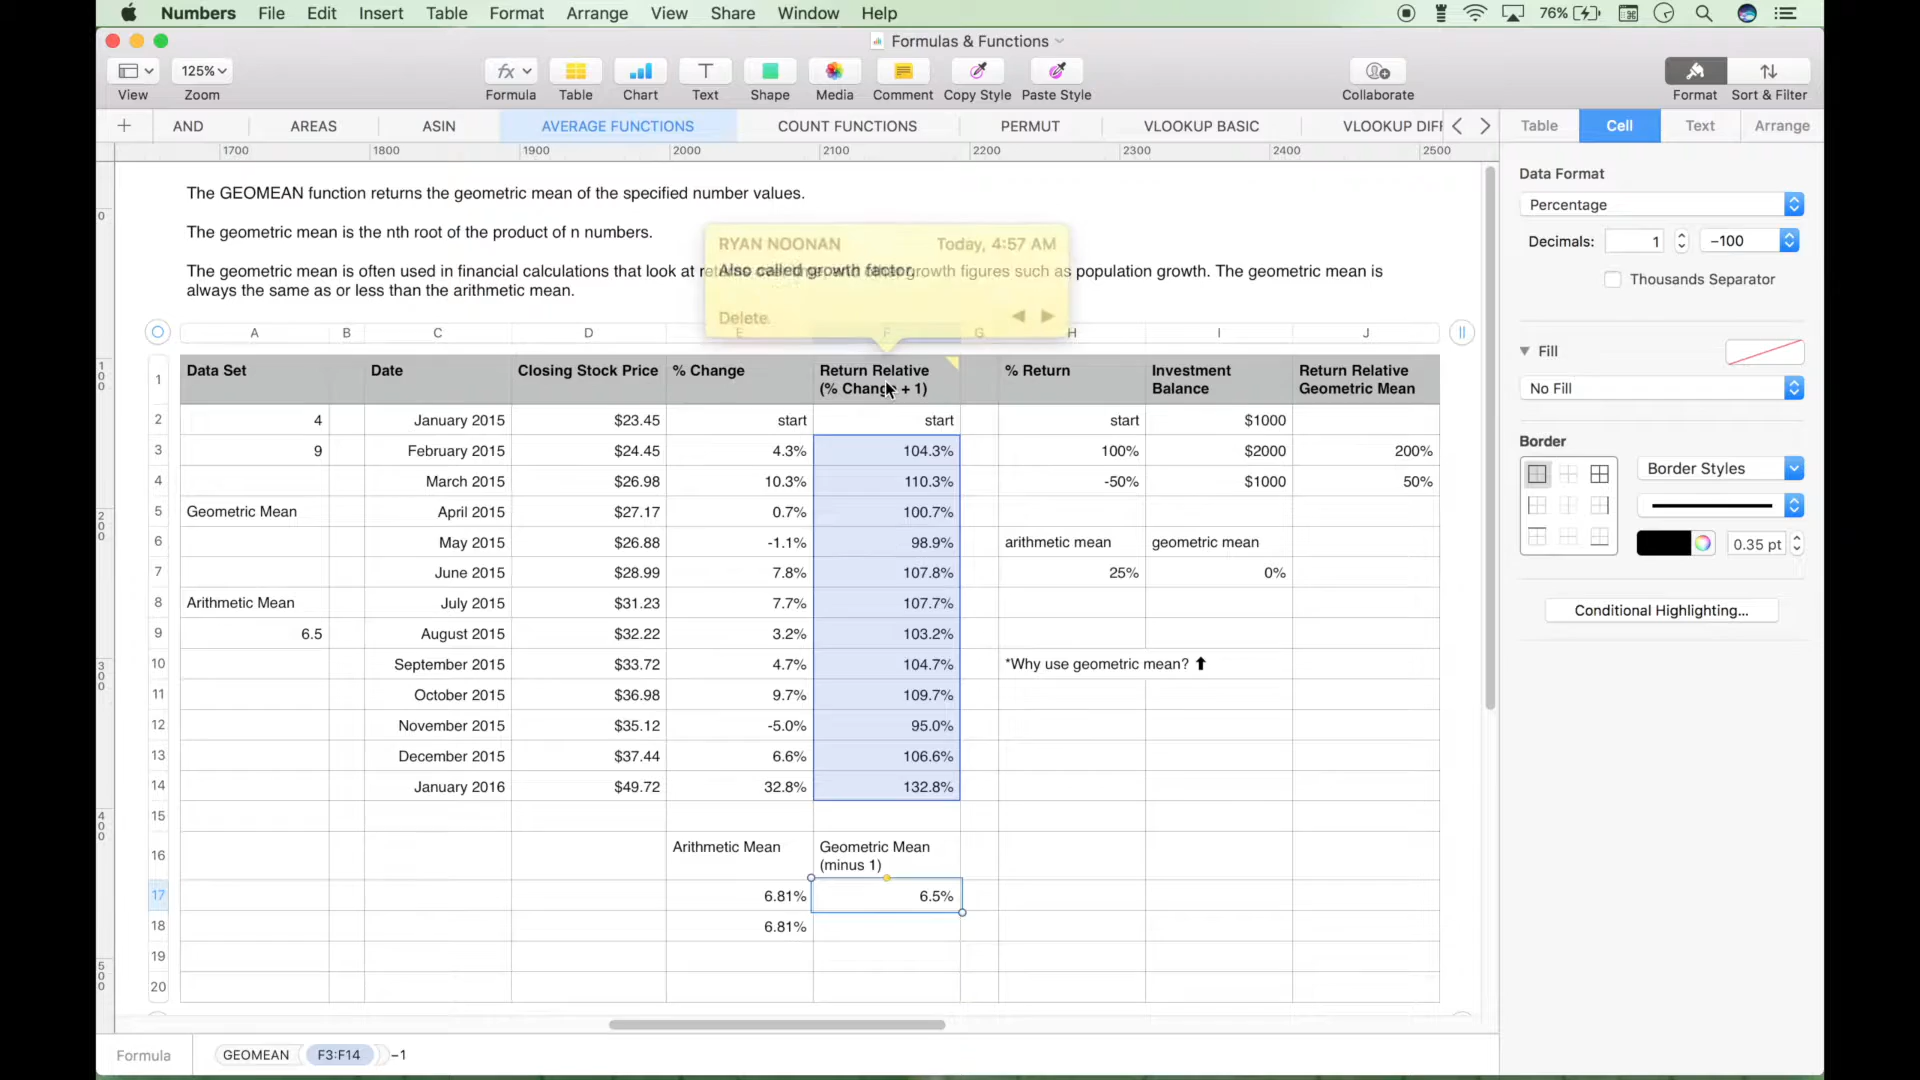 Numbers File Edit Insert Table Format Arrange View Share Window Help 76%
Formulas & Functions
125% fx
View Zoom Formula Table Chart Text Shape Media Comment Copy Style Paste Style Collaborate Format Sort & Filter
+ AND AREAS ASIN AVERAGE FUNCTIONS COUNT FUNCTIONS PERMUT VLOOKUP BASIC VLOOKUP DIFF Table Cell Text Arrange
1700 1800 1900 2000 2100 2200 2300 2400 2500
0
100
200
300
400
500
The GEOMEAN function returns the geometric mean of the specified number values.
The geometric mean is the nth root of the product of n numbers.
The geometric mean is often used in financial calculations that look at growth figures such as population growth. The geometric mean is
always the same as or less than the arithmetic mean.
RYAN NOONAN Today, 4:57 AM
Also called growth factor.
Delete
A B C D E F G H I J
1 Data Set Date Closing Stock Price % Change Return Relative (% Change + 1) % Return Investment Balance Return Relative Geometric Mean
2 4 January 2015 $23.45 start start start $1000
3 9 February 2015 $24.45 4.3% 104.3% 100% $2000 200%
4 March 2015 $26.98 10.3% 110.3% -50% $1000 50%
5 Geometric Mean April 2015 $27.17 0.7% 100.7%
6 May 2015 $26.88 -1.1% 98.9% arithmetic mean geometric mean
7 June 2015 $28.99 7.8% 107.8% 25% 0%
8 Arithmetic Mean July 2015 $31.23 7.7% 107.7%
9 6.5 August 2015 $32.22 3.2% 103.2%
10 September 2015 $33.72 4.7% 104.7% *Why use geometric mean? ⬆
11 October 2015 $36.98 9.7% 109.7%
12 November 2015 $35.12 -5.0% 95.0%
13 December 2015 $37.44 6.6% 106.6%
14 January 2016 $49.72 32.8% 132.8%
15
16 Arithmetic Mean Geometric Mean (minus 1)
17 6.81% 6.5%
18 6.81%
19
20
Formula GEOMEAN F3:F14 −1
Data Format
Percentage
Decimals: 1 −100
Thousands Separator
Fill
No Fill
Border
Border Styles
0.35 pt
Conditional Highlighting...